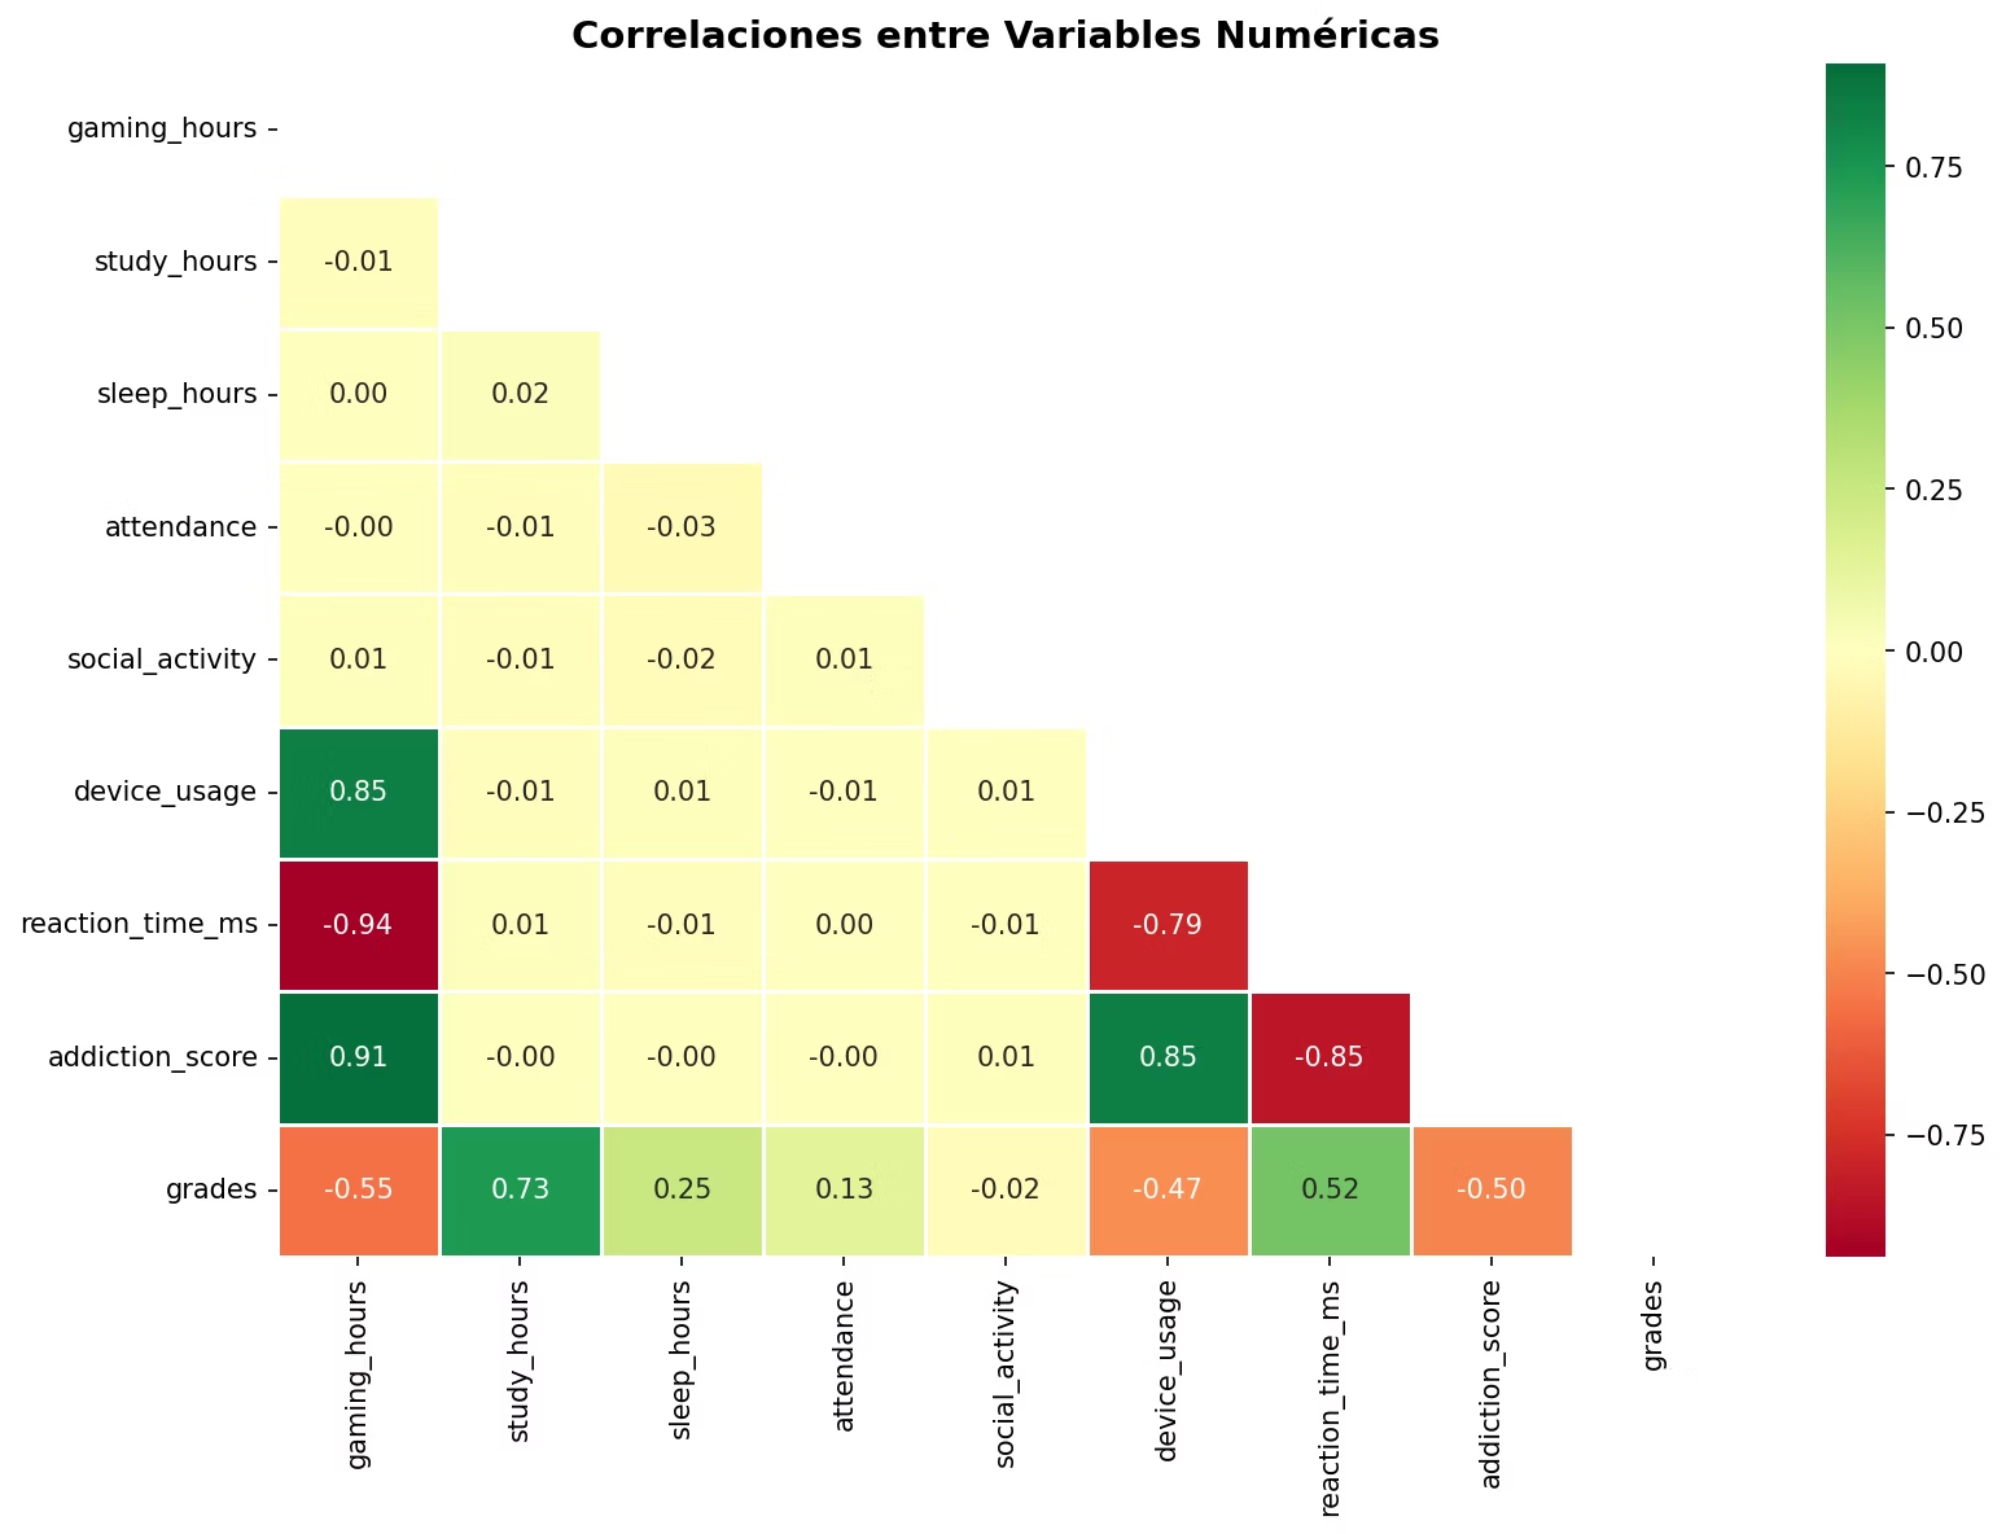 Correlaciones entre Variables Numéricas
gaming_hours
study_hours -0.01
sleep_hours 0.00 0.02
attendance -0.00 -0.01 -0.03
social_activity 0.01 -0.01 -0.02 0.01
device_usage 0.85 -0.01 0.01 -0.01 0.01
reaction_time_ms -0.94 0.01 -0.01 0.00 -0.01 -0.79
addiction_score 0.91 -0.00 -0.00 -0.00 0.01 0.85 -0.85
grades -0.55 0.73 0.25 0.13 -0.02 -0.47 0.52 -0.50
gaming_hours
study_hours
sleep_hours
attendance
social_activity
device_usage
reaction_time_ms
addiction_score
grades
0.75
0.50
0.25
0.00
−0.25
−0.50
−0.75